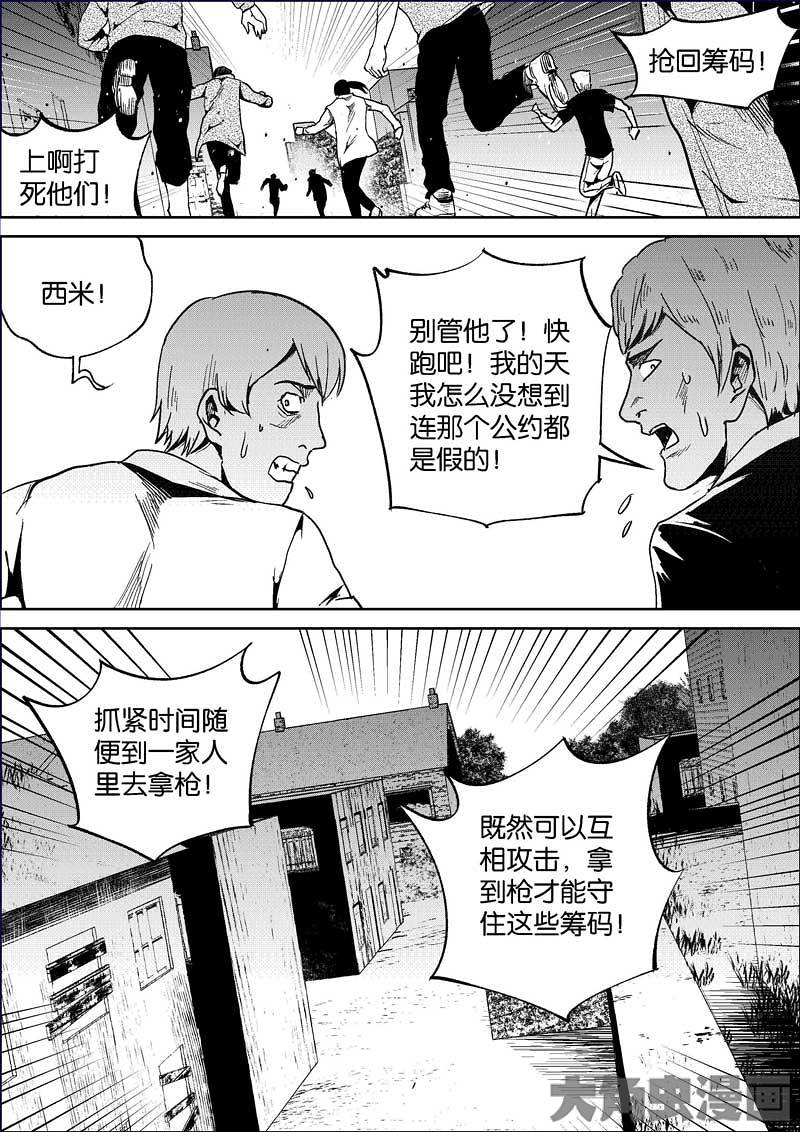 抢回筹码！
上啊打
死他们！
西米！
别管他了！快
跑吧！我的天
我怎么没想到
连那个公约都
是假的！
抓紧时间随
便到一家人
里去拿枪！
既然可以互
相攻击，拿
到枪才能守
住这些筹码！
大角虫漫画